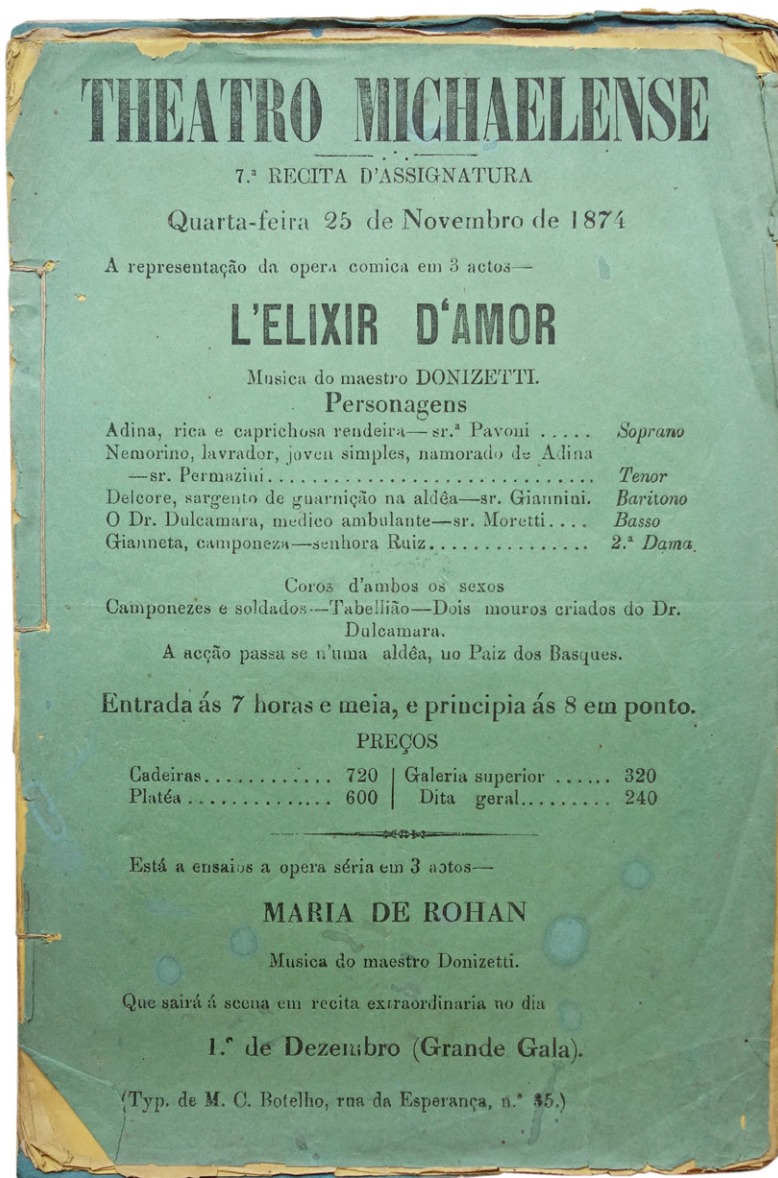 THEATRO MICHAELENSE
7.ª RECITA D'ASSIGNATURA
Quarta-feira 25 de Novembro de 1874
A representação da opera comica em 3 actos—
L'ELIXIR D'AMOR
Musica do maestro DONIZETTI.
Personagens
Adina, rica e caprichosa rendeira—sr.ª Pavoni ..... Soprano
Nemorino, lavrador, joven simples, namorado de Adina
—sr. Permazini............................. Tenor
Delcore, sargento de guarnição na aldêa—sr. Giannini. Baritono
O Dr. Dulcamara, medico ambulante—sr. Moretti.... Basso
Gianneta, camponeza—senhora Ruiz............... 2.ª Dama
Coros d'ambos os sexos
Camponezes e soldados—Tabellião—Dois mouros criados do Dr.
Dulcamara.
A acção passa se n'uma aldêa, no Paiz dos Basques.
Entrada ás 7 horas e meia, e principia ás 8 em ponto.
PREÇOS
Cadeiras............ 720 | Galeria superior ...... 320
Platéa .............. 600 | Dita geral......... 240
Está a ensaios a opera séria em 3 actos—
MARIA DE ROHAN
Musica do maestro Donizetti.
Que sairá á scena em recita extraordinaria no dia
1.º de Dezembro (Grande Gala).
(Typ. de M. C. Botelho, rua da Esperança, n.º 35.)